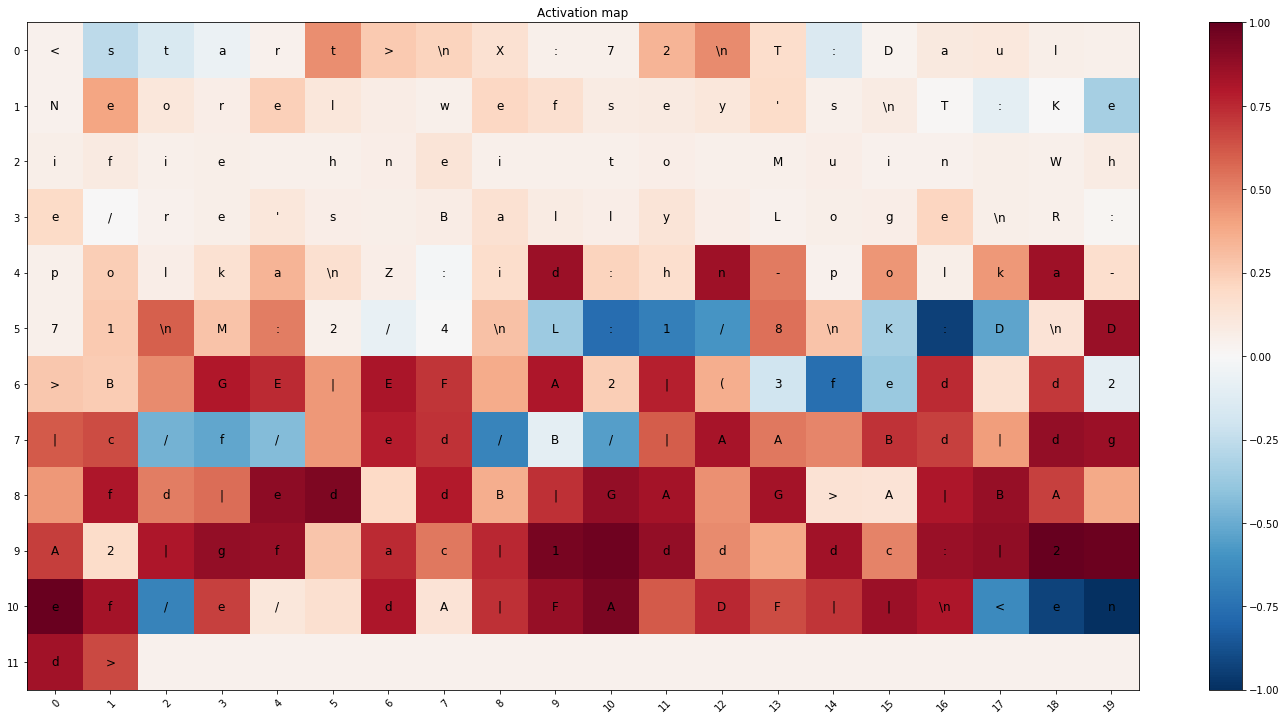 Activation map
0 < s t a r t > \n X : 7 2 \n T : D a u l
1 N e o r e l w e f s e y ' s \n T : K e
2 i f i e h n e i t o M u i n W h
3 e / r e ' s B a l l y L o g e \n R :
4 p o l k a \n Z : i d : h n - p o l k a -
5 7 1 \n M : 2 / 4 \n L : 1 / 8 \n K : D \n D
6 > B G E | E F A 2 | ( 3 f e d d 2
7 | c / f / e d / B / | A A B d | d g
8 f d | e d d B | G A G > A | B A
9 A 2 | g f a c | 1 d d d c : | 2
10 e f / e / d A | F A D F | | \n < e n
11 d >
0 1 2 3 4 5 6 7 8 9 10 11 12 13 14 15 16 17 18 19
1.00
0.75
0.50
0.25
0.00
−0.25
−0.50
−0.75
−1.00